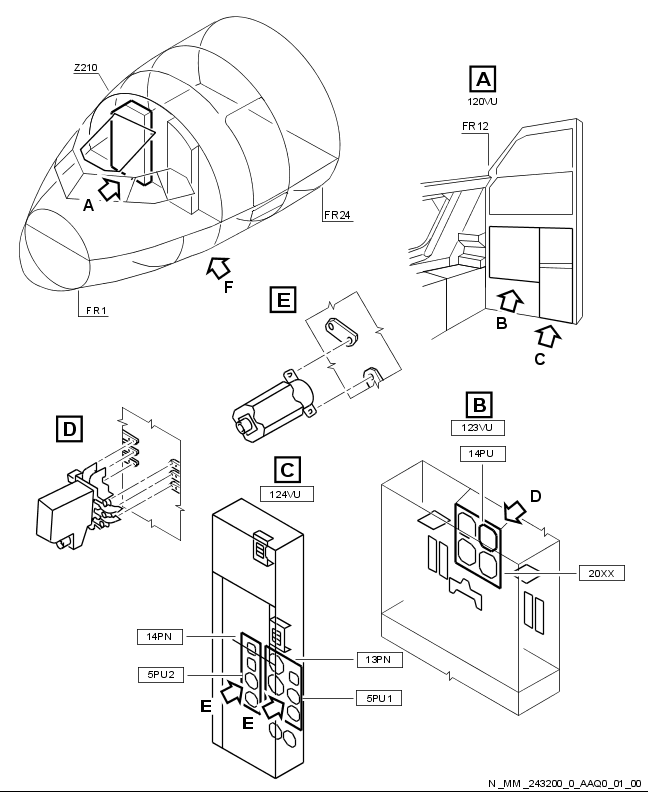 Z210
A
120VU
FR12
A
FR24
F
B
C
FR1
E
D
B
123VU
14PU
D
C
124VU
20XX
14PN
13PN
5PU2
5PU1
E
E
N_MM_243200_0_AAQ0_01_00